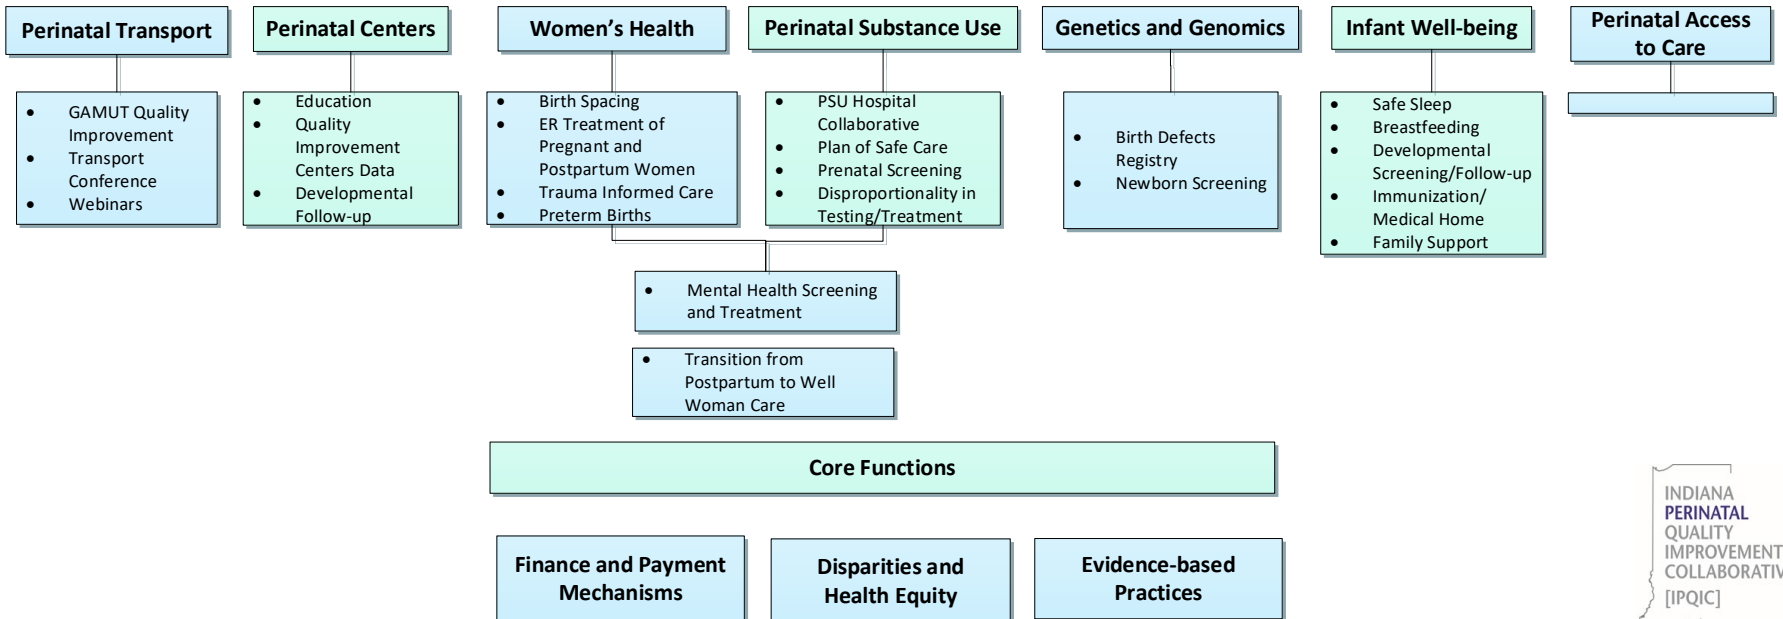 Perinatal Transport
Perinatal Centers
Women’s Health
Perinatal Substance Use
Genetics and Genomics
Infant Well-being
Perinatal Access
to Care
• GAMUT Quality
Improvement
• Transport
Conference
• Webinars
• Education
• Quality
Improvement
Centers Data
• Developmental
Follow-up
• Birth Spacing
• ER Treatment of
Pregnant and
Postpartum Women
• Trauma Informed Care
• Preterm Births
• PSU Hospital
Collaborative
• Plan of Safe Care
• Prenatal Screening
• Disproportionality in
Testing/Treatment
• Birth Defects
Registry
• Newborn Screening
• Safe Sleep
• Breastfeeding
• Developmental
Screening/Follow-up
• Immunization/
Medical Home
• Family Support
• Mental Health Screening
and Treatment
• Transition from
Postpartum to Well
Woman Care
Core Functions
Finance and Payment
Mechanisms
Disparities and
Health Equity
Evidence-based
Practices
INDIANA
PERINATAL
QUALITY
IMPROVEMENT
COLLABORATIV
[IPQIC]